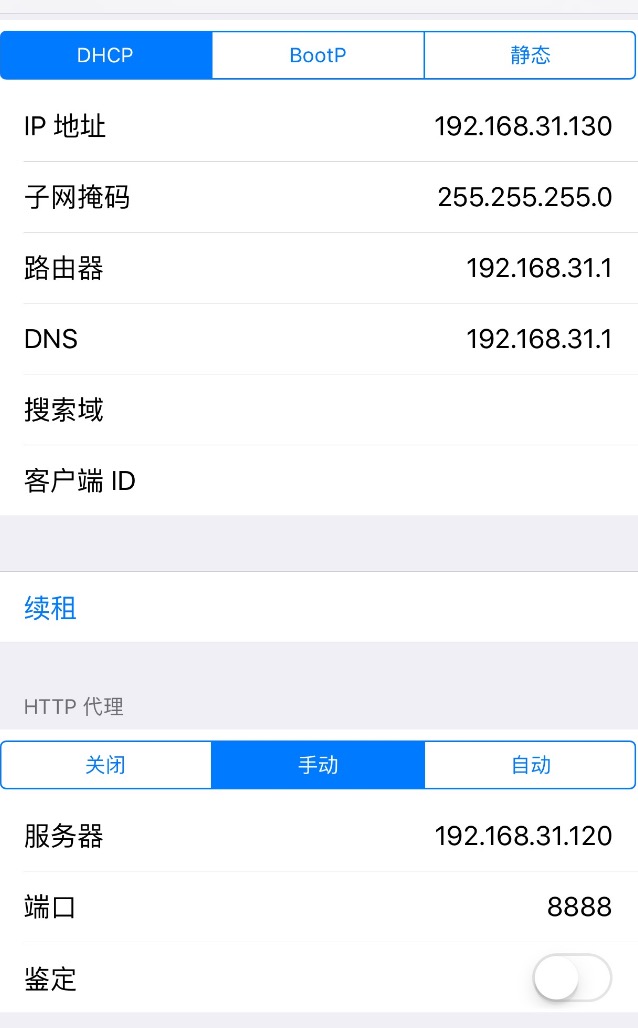 DHCP BootP 静态
IP 地址 192.168.31.130
子网掩码 255.255.255.0
路由器 192.168.31.1
DNS 192.168.31.1
搜索域
客户端 ID
续租
HTTP 代理
关闭 手动 自动
服务器 192.168.31.120
端口 8888
鉴定